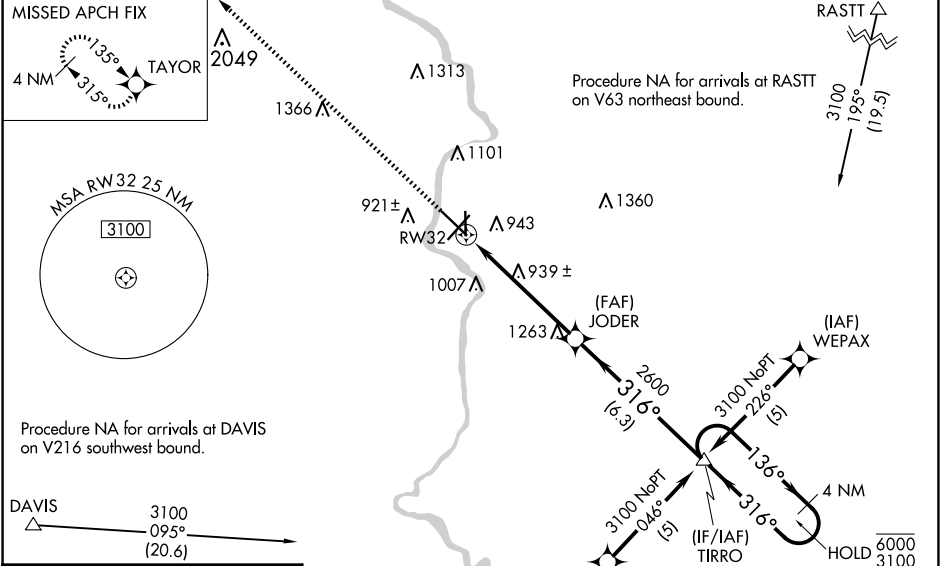 MISSED APCH FIX
135°
4 NM
TAYOR
315°
2049
1313
1366
RASTT
Procedure NA for arrivals at RASTT
on V63 northeast bound.
3100
195°
(19.5)
1101
MSA RW32 25 NM
3100
921±
943
1360
RW32
939±
1007
(FAF)
JODER
1263
(IAF)
WEPAX
2600
316°
(6.3)
3100 NoPT
226°
(5)
136°
4 NM
316°
HOLD
6000
3100
3100 NoPT
046°
(5)
(IF/IAF)
TIRRO
Procedure NA for arrivals at DAVIS
on V216 southwest bound.
DAVIS
3100
095°
(20.6)